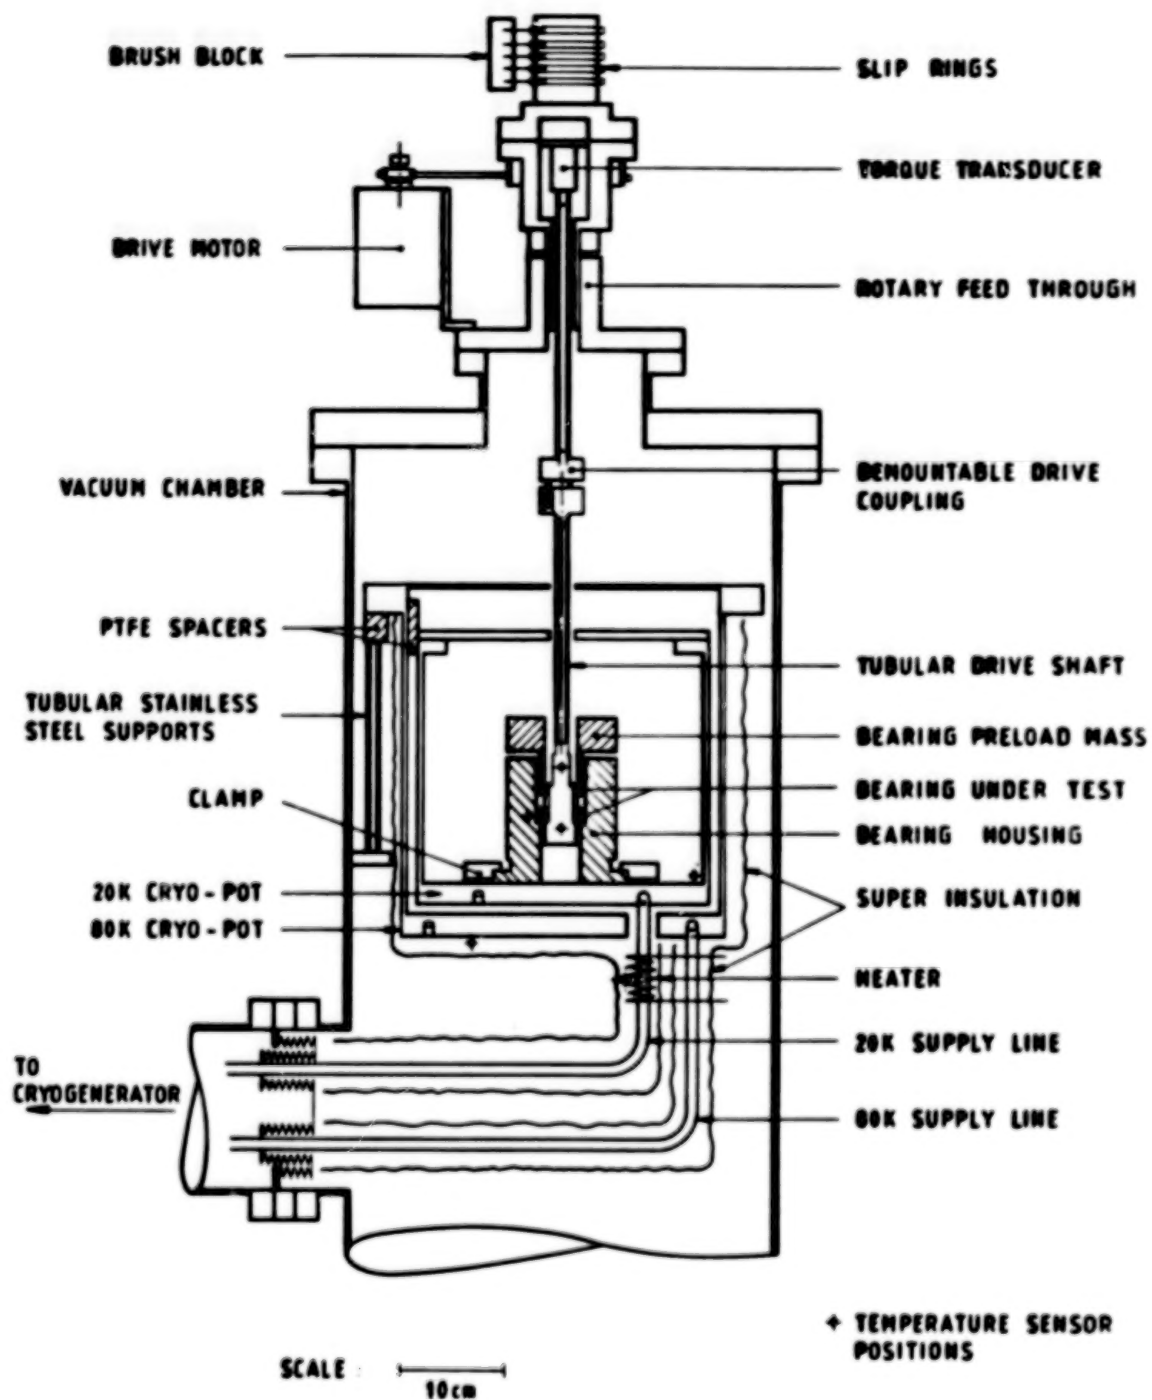 BRUSH BLOCK
SLIP RINGS
TORQUE TRANSDUCER
DRIVE MOTOR
ROTARY FEED THROUGH
VACUUM CHAMBER
DEMOUNTABLE DRIVE
COUPLING
PTFE SPACERS
TUBULAR DRIVE SHAFT
TUBULAR STAINLESS
STEEL SUPPORTS
BEARING PRELOAD MASS
CLAMP
BEARING UNDER TEST
BEARING HOUSING
20K CRYO-POT
SUPER INSULATION
80K CRYO-POT
HEATER
20K SUPPLY LINE
TO
CRYOGENERATOR
80K SUPPLY LINE
TEMPERATURE SENSOR
POSITIONS
SCALE
10cm